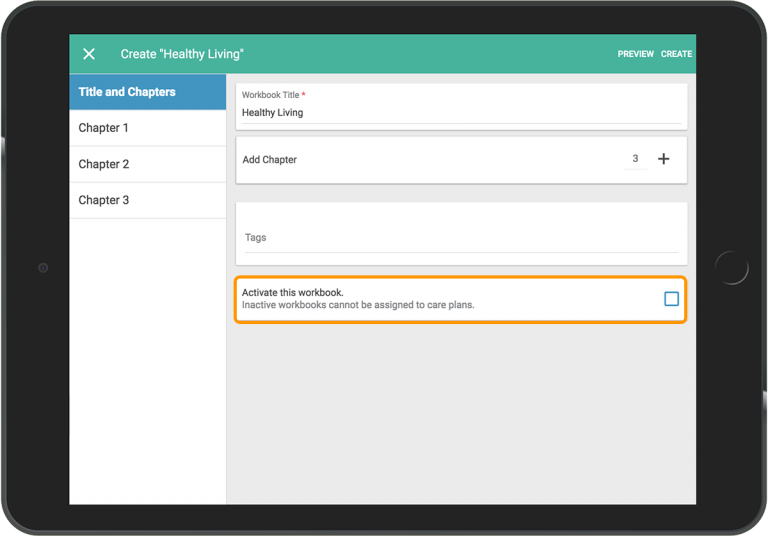 Create "Healthy Living"
PREVIEW CREATE
Title and Chapters
Chapter 1
Chapter 2
Chapter 3
Workbook Title *
Healthy Living
Add Chapter 3
Tags
Activate this workbook.
Inactive workbooks cannot be assigned to care plans.